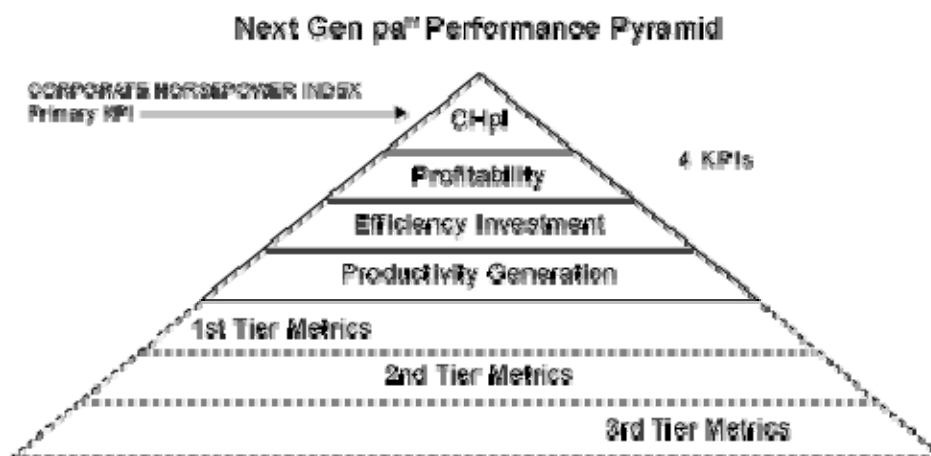 Next Gen pa" Performance Pyramid
CORPORATE HORSEPOWER INDEX
Primary KPI
CHpI
4 KPIs
Profitability
Efficiency Investment
Productivity Generation
1st Tier Metrics
2nd Tier Metrics
3rd Tier Metrics